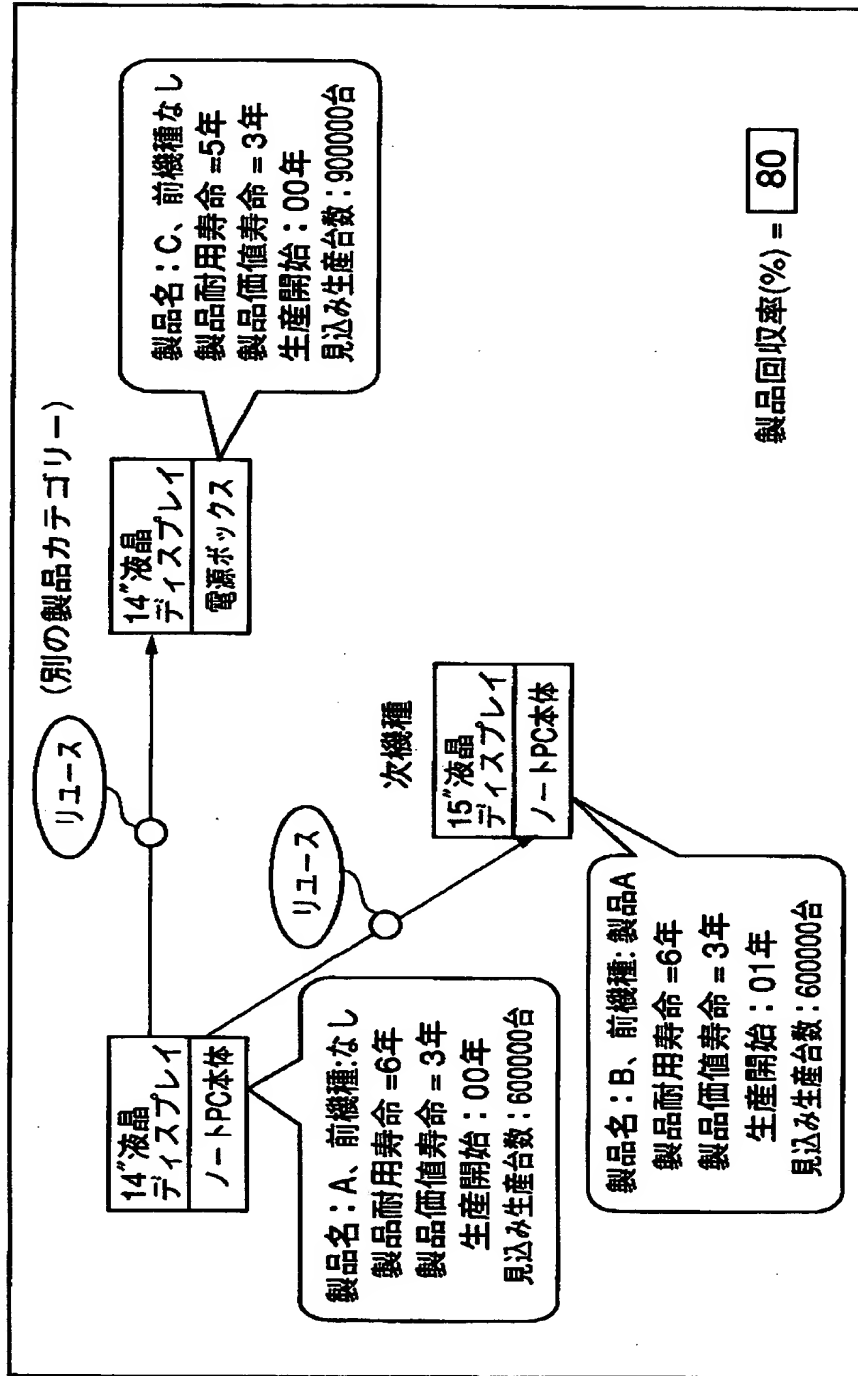 (別の製品カテゴリー)
リユース
14"液晶
ディスプレイ
ノートPC本体
14"液晶
ディスプレイ
電源ボックス
製品名：C、前機種なし
製品耐用寿命=5年
製品価値寿命=3年
生産開始：00年
見込み生産台数：900000台
リユース
製品名：A、前機種:なし
製品耐用寿命=6年
製品価値寿命=3年
生産開始：00年
見込み生産台数：600000台
次機種
15"液晶
ディスプレイ
ノートPC本体
製品名：B、前機種: 製品A
製品耐用寿命=6年
製品価値寿命=3年
生産開始：01年
見込み生産台数：600000台
製品回収率(%) = 80